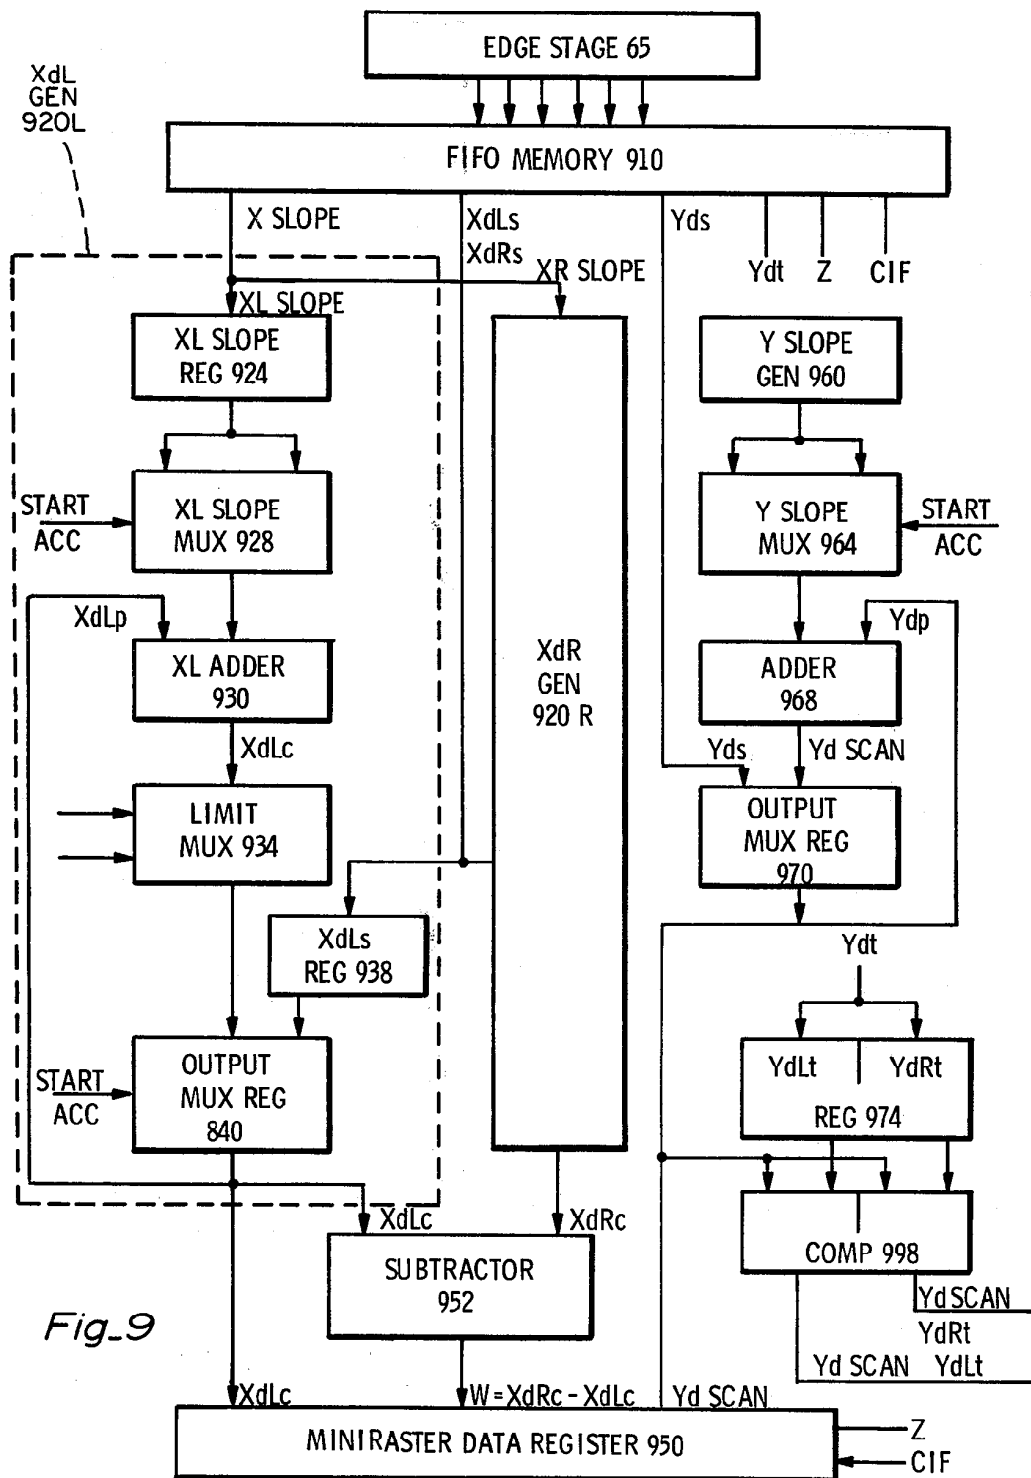 EDGE STAGE 65
XdL
GEN
920L
FIFO MEMORY 910
X SLOPE
XdLs
XdRs
Yds
Ydt
Z
CIF
XR SLOPE
XL SLOPE
XL SLOPE
REG 924
Y SLOPE
GEN 960
START
ACC
XL SLOPE
MUX 928
Y SLOPE
MUX 964
START
ACC
XdLp
Ydp
XL ADDER
930
XdR
GEN
920 R
ADDER
968
XdLc
Yds
Yd SCAN
LIMIT
MUX 934
OUTPUT
MUX REG
970
XdLs
REG 938
Ydt
START
ACC
OUTPUT
MUX REG
840
YdLt
YdRt
REG 974
XdLc
XdRc
COMP 998
SUBTRACTOR
952
Yd SCAN
YdRt
Yd SCAN YdLt
Fig_9
XdLc
W=XdRc-XdLc
Yd SCAN
MINIRASTER DATA REGISTER 950
Z
CIF